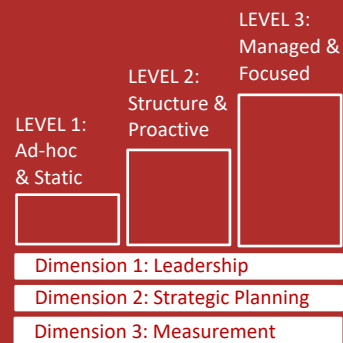 LEVEL 3:
Managed &
Focused
LEVEL 2:
Structure &
Proactive
LEVEL 1:
Ad-hoc
& Static
Dimension 1: Leadership
Dimension 2: Strategic Planning
Dimension 3: Measurement